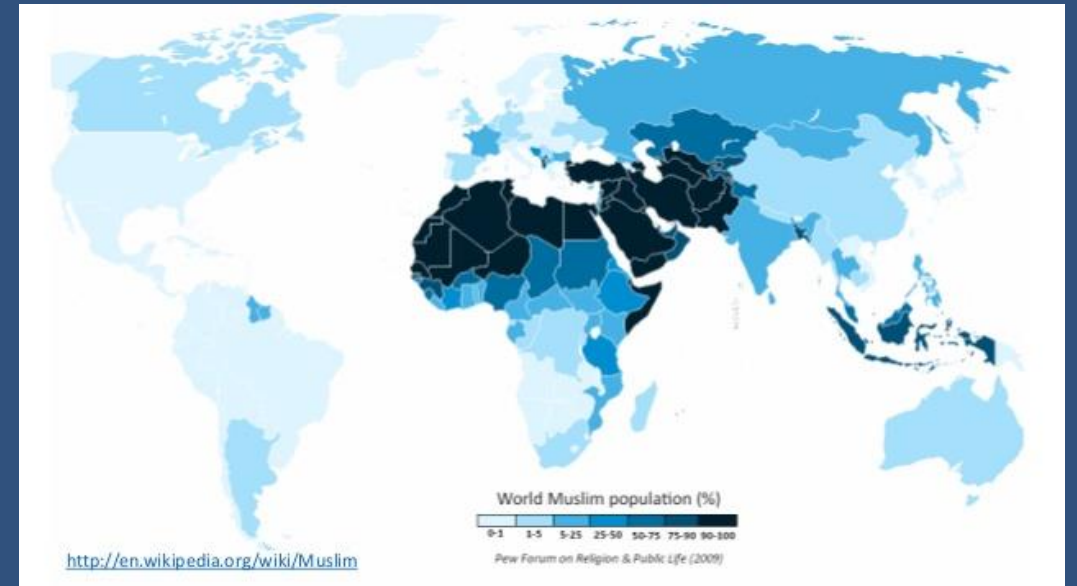 World Muslim population (%)
0-1 1-5 5-25 25-50 50-75 75-90 90-100
Pew Forum on Religion & Public Life (2009)
http://en.wikipedia.org/wiki/Muslim